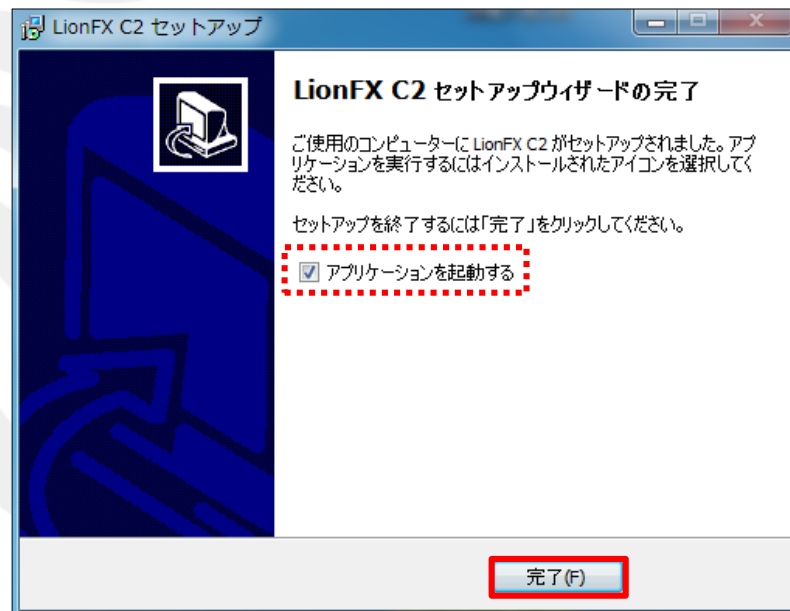 LionFX C2 セットアップ
LionFX C2 セットアップウィザードの完了
ご使用のコンピューターに LionFX C2 がセットアップされました。アプ
リケーションを実行するにはインストールされたアイコンを選択してく
ださい。
セットアップを終了するには「完了」をクリックしてください。
アプリケーションを起動する
完了(F)